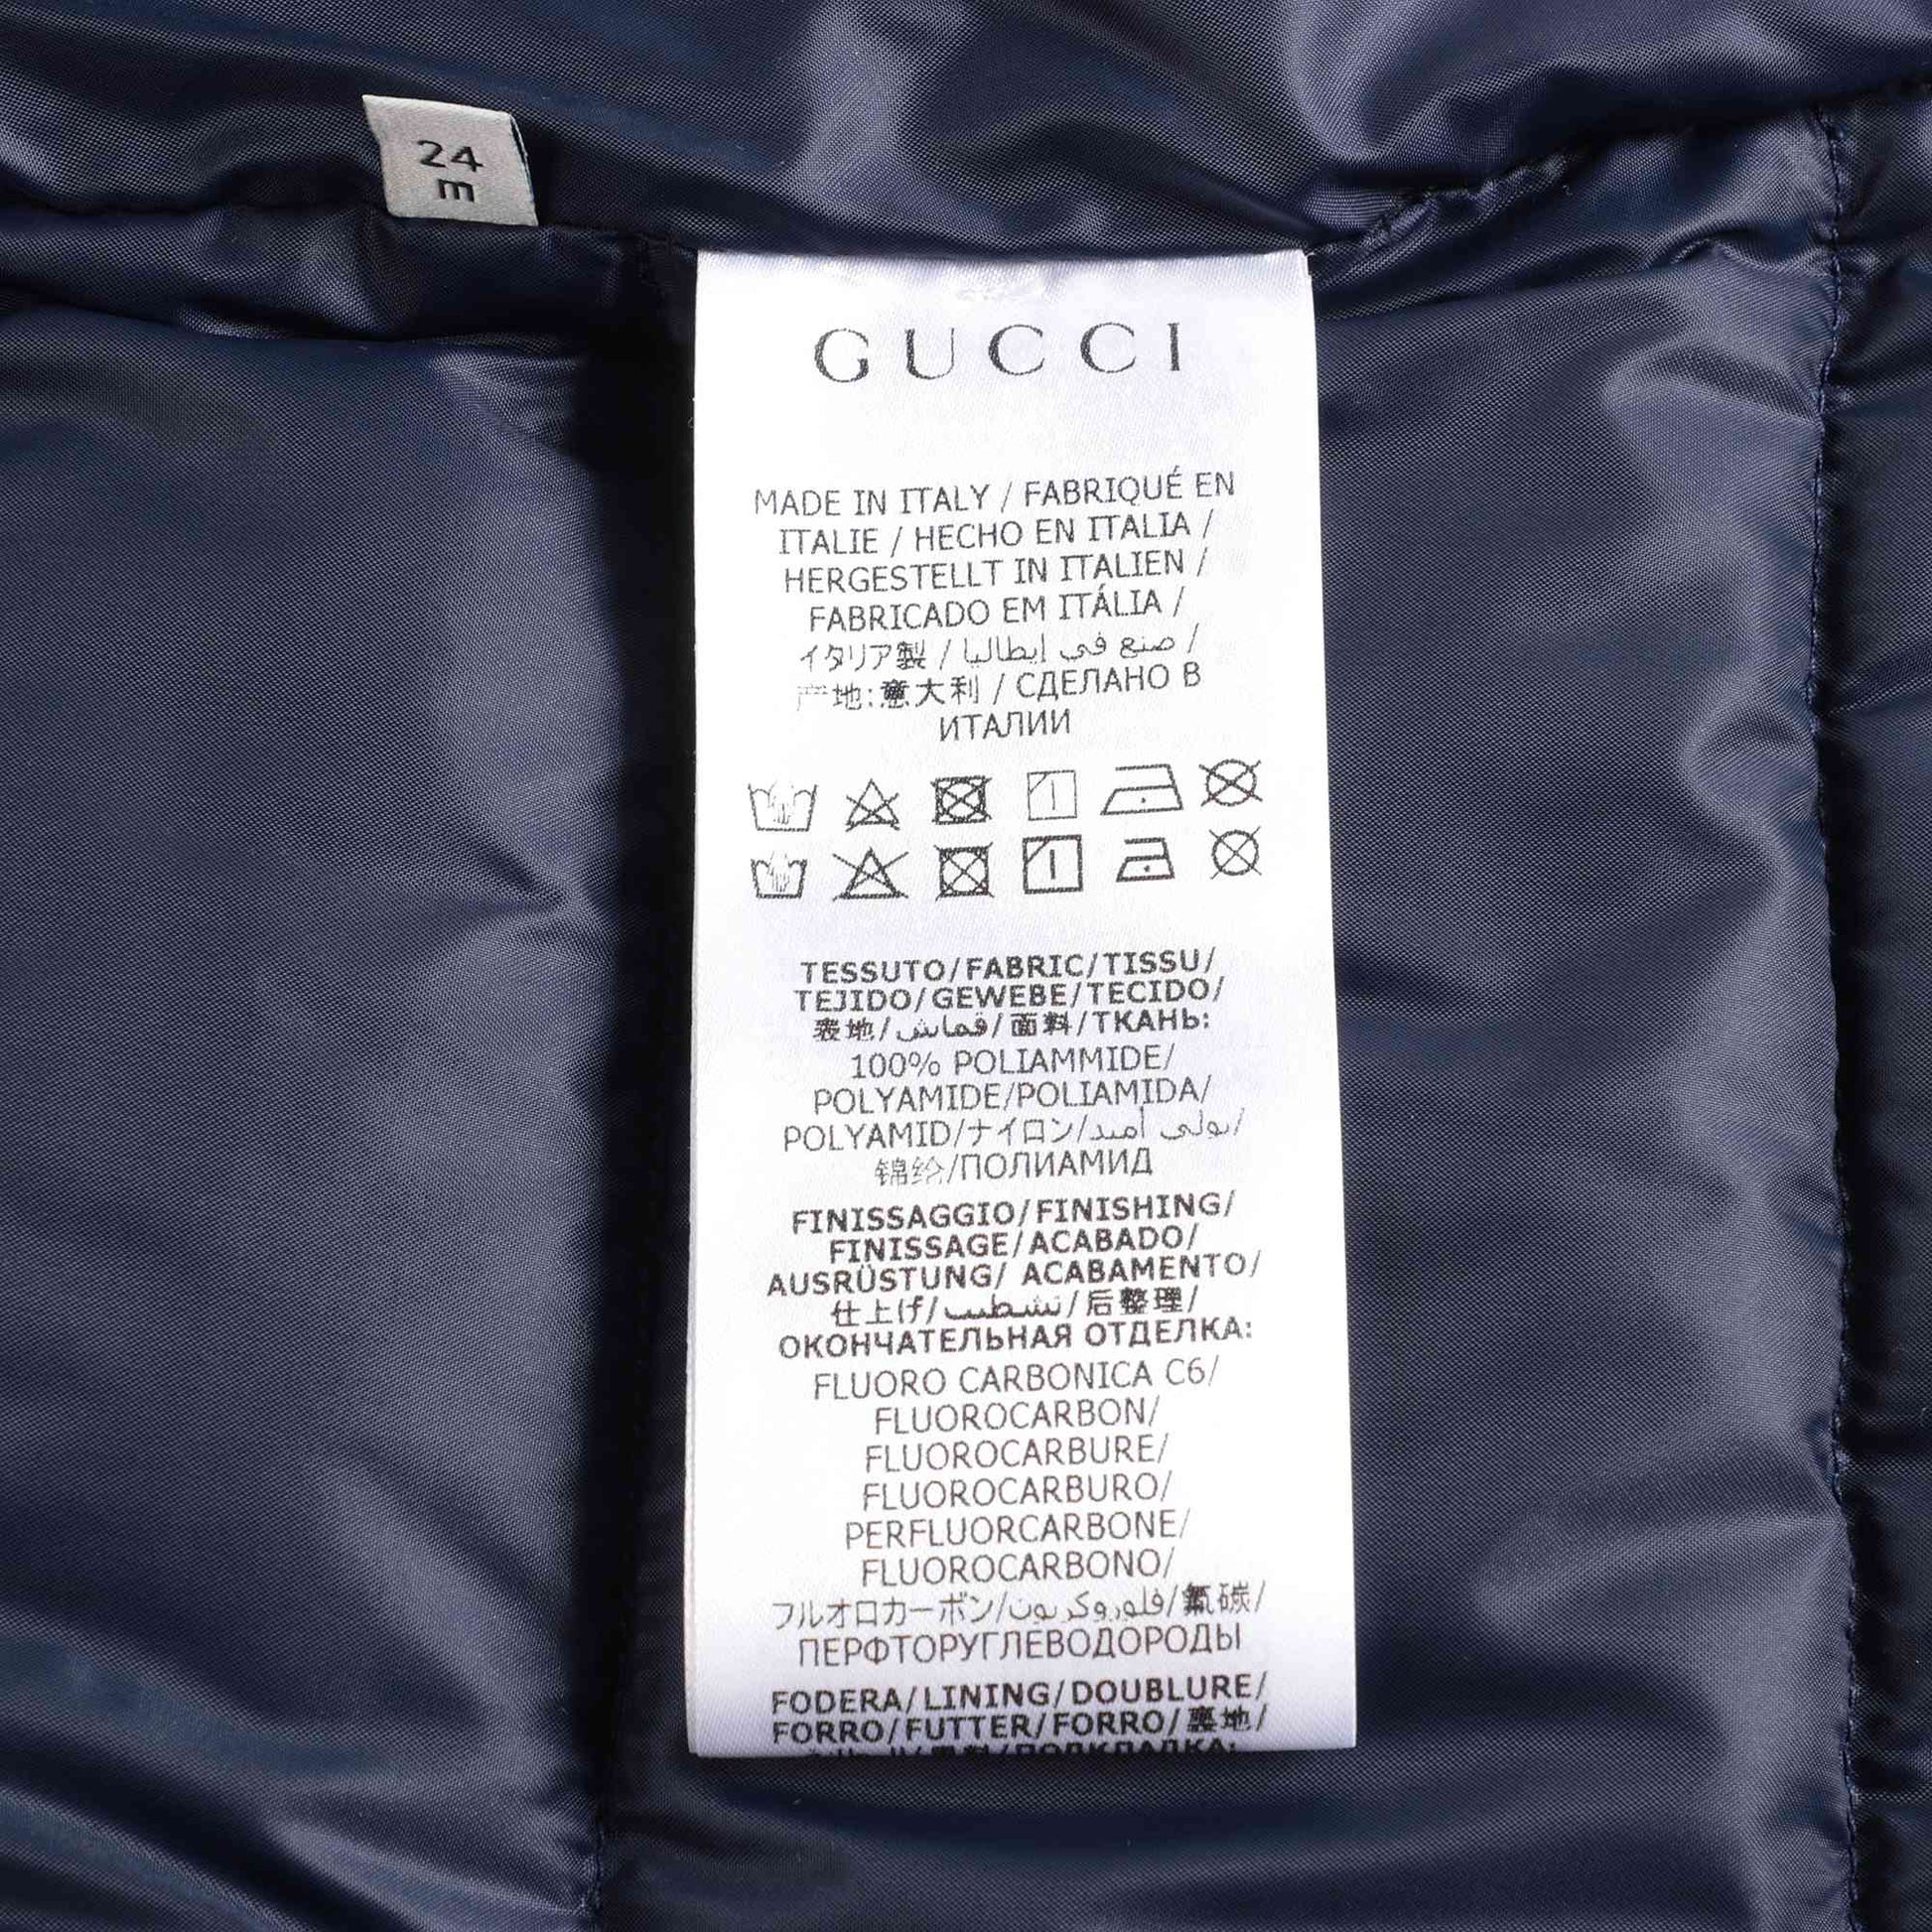 24
m
GUCCI
MADE IN ITALY / FABRIQUÉ EN
ITALIE / HECHO EN ITALIA /
HERGESTELLT IN ITALIEN /
FABRICADO EM ITÁLIA /
イタリア製 / صنع في إيطاليا /
产地:意大利 / СДЕЛАНО В
ИТАЛИИ
TESSUTO/FABRIC/TISSU/
TEJIDO/GEWEBE/TECIDO/
表地/قماش/面料/ТКАНЬ:
100% POLIAMMIDE/
POLYAMIDE/POLIAMIDA/
POLYAMID/ナイロン/بولي أميد/
锦纶/ПОЛИАМИД
FINISSAGGIO/FINISHING/
FINISSAGE/ACABADO/
AUSRÜSTUNG/ ACABAMENTO/
仕上げ/تشطيب/后整理/
ОКОНЧАТЕЛЬНАЯ ОТДЕЛКА:
FLUORO CARBONICA C6/
FLUOROCARBON/
FLUOROCARBURE/
FLUOROCARBURO/
PERFLUORCARBONE/
FLUOROCARBONO/
フルオロカーボン/فلوروكربون/氟碳/
ПЕРФТОРУГЛЕВОДОРОДЫ
FODERA/LINING/DOUBLURE/
FORRO/FUTTER/FORRO/裏地/
ПОДКЛАДКА: